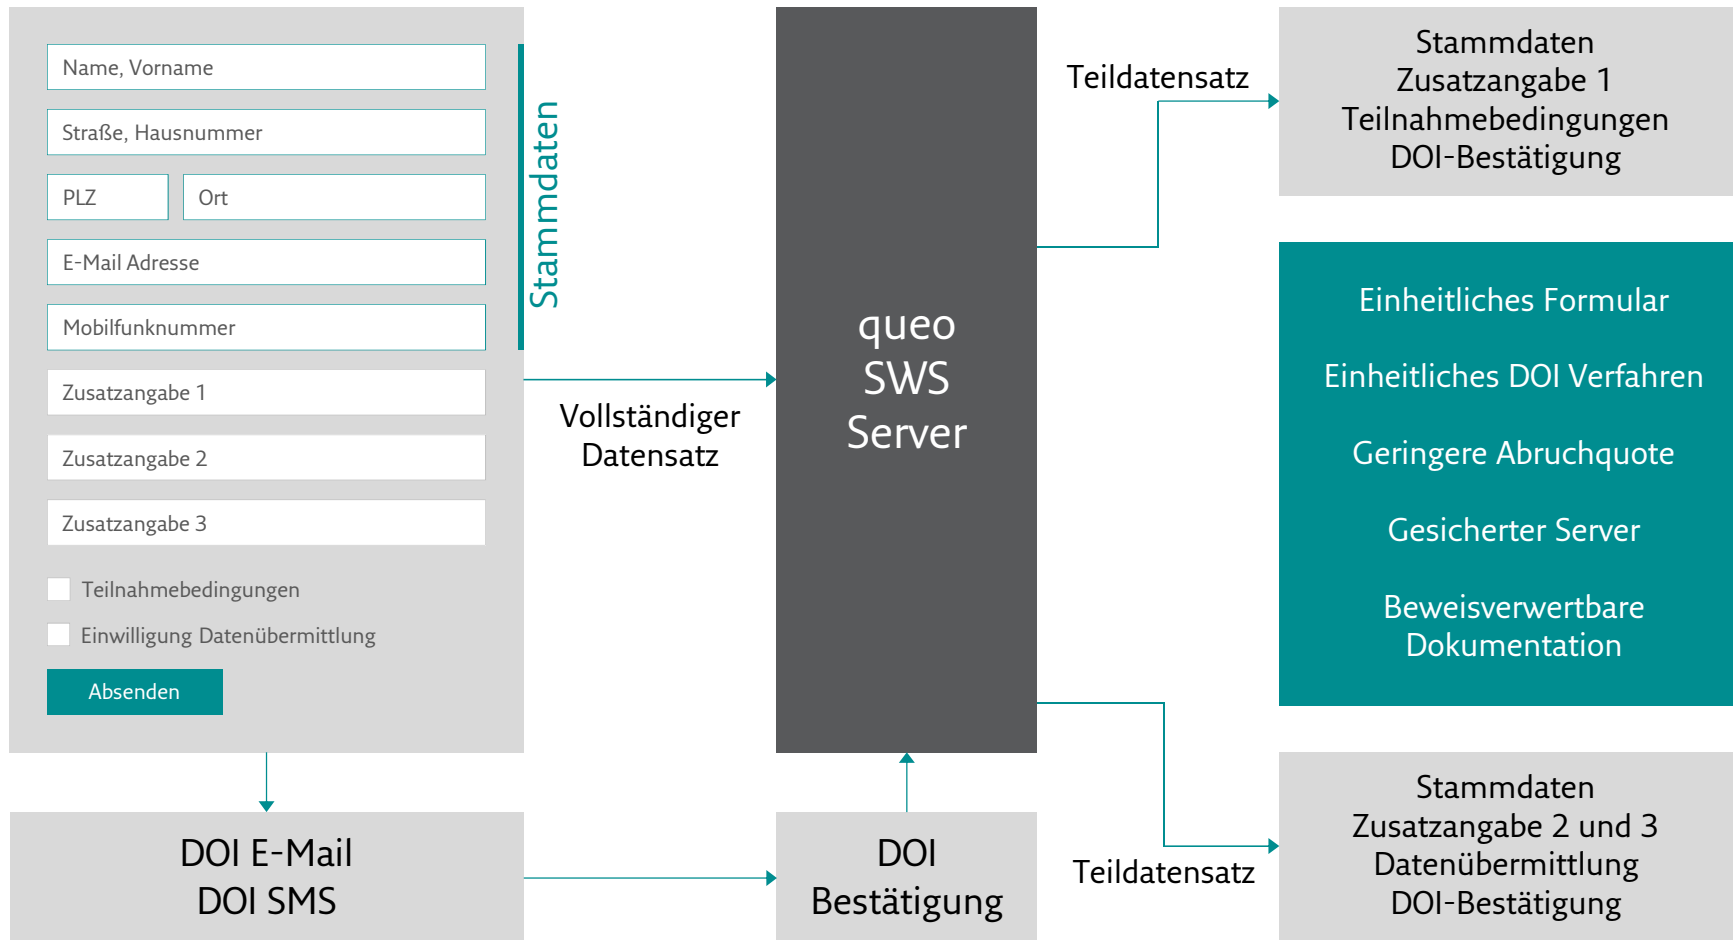 Name, Vorname
Straße, Hausnummer
PLZ
Ort
E-Mail Adresse
Mobilfunknummer
Zusatzangabe 1
Zusatzangabe 2
Zusatzangabe 3
Teilnahmebedingungen
Einwilligung Datenübermittlung
Absenden
Stammdaten
Vollständiger
Datensatz
DOI E-Mail
DOI SMS
queo
SWS
Server
DOI
Bestätigung
Teildatensatz
Stammdaten
Zusatzangabe 1
Teilnahmebedingungen
DOI-Bestätigung
Einheitliches Formular
Einheitliches DOI Verfahren
Geringere Abruchquote
Gesicherter Server
Beweisverwertbare
Dokumentation
Teildatensatz
Stammdaten
Zusatzangabe 2 und 3
Datenübermittlung
DOI-Bestätigung